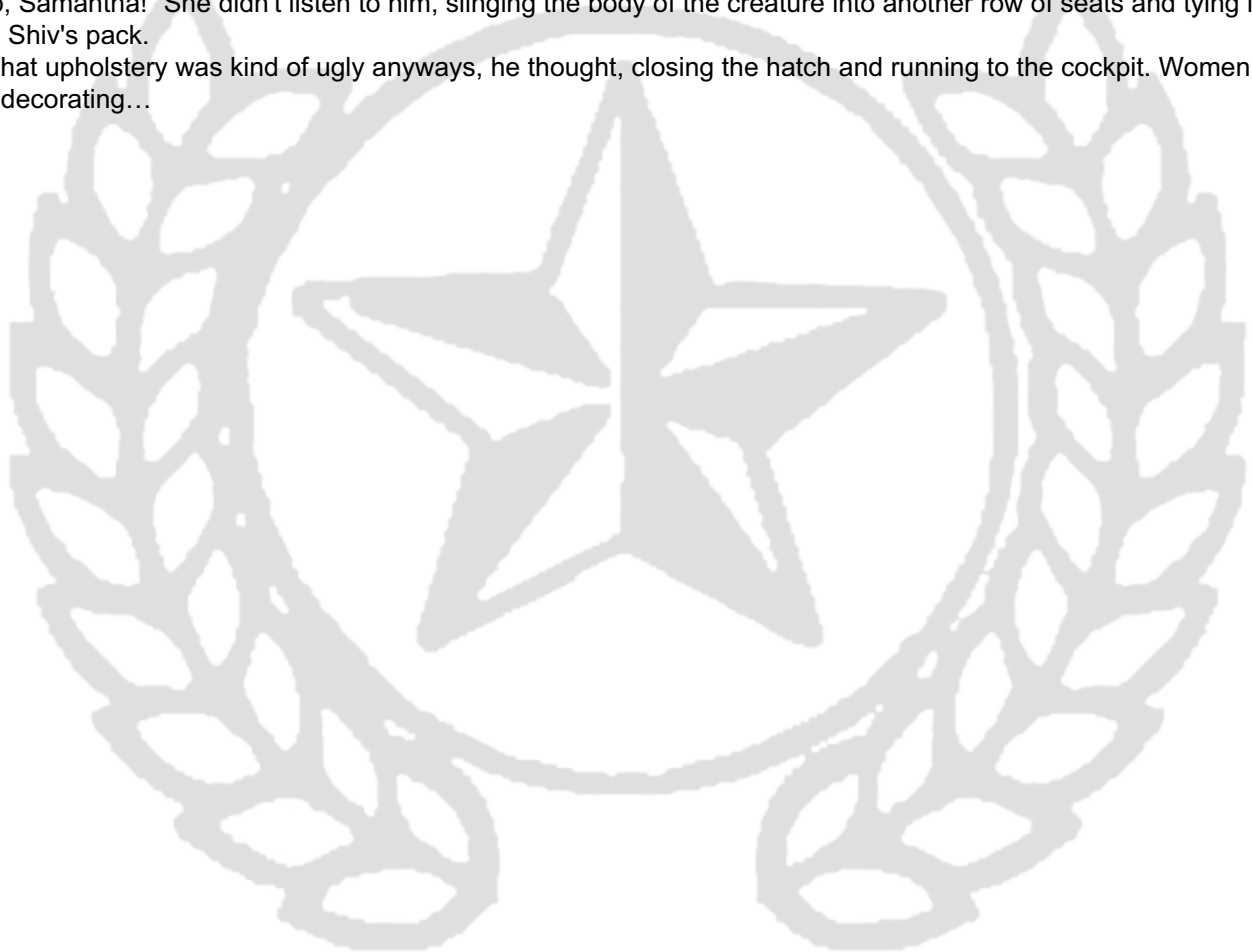 , Samantha!" She didn't listen to him, slinging the body of the creature into another row of seats and tying
Shiv's pack.
hat upholstery was kind of ugly anyways, he thought, closing the hatch and running to the cockpit. Women
decorating…